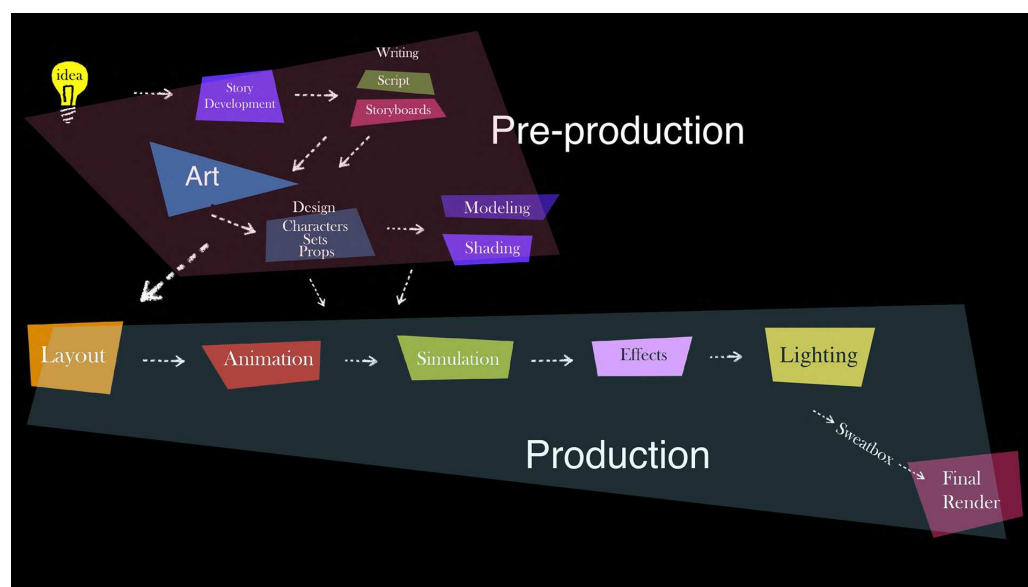 idea
Story
Development
Writing
Script
Storyboards
Pre-production
Art
Design
Characters
Sets
Props
Modeling
Shading
Layout
Animation
Simulation
Effects
Lighting
Production
Sweatbox
Final
Render